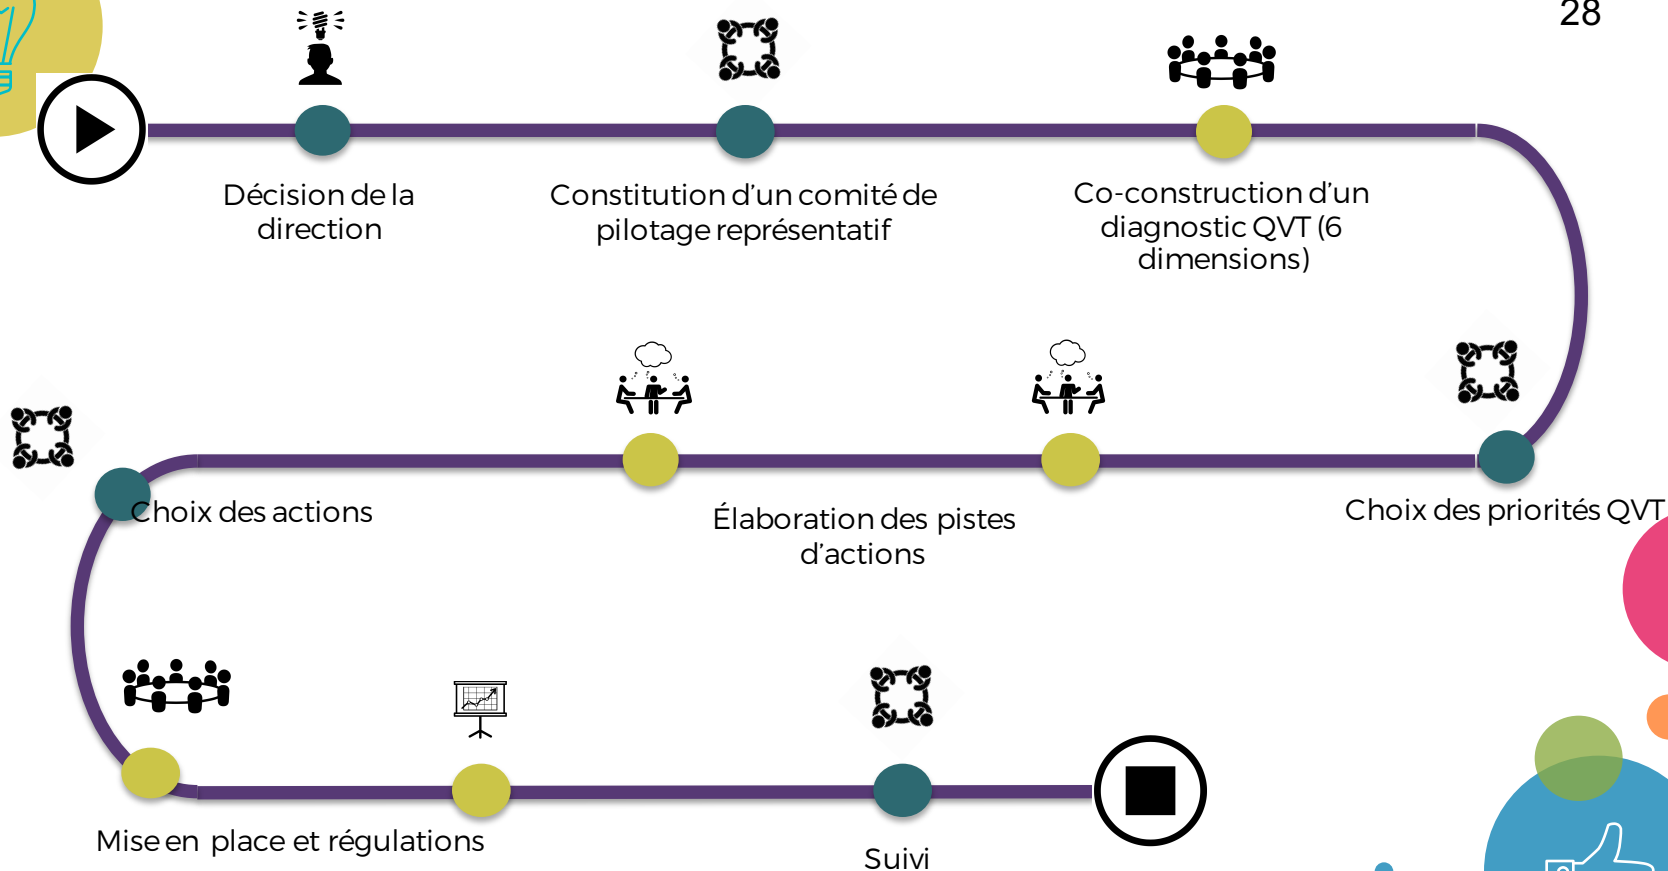 28
Décision de la
direction
Constitution d'un comité de
pilotage représentatif
Co-construction d'un
diagnostic QVT (6
dimensions)
Choix des priorités QVT
Élaboration des pistes
d'actions
Choix des actions
Mise en place et régulations
Suivi